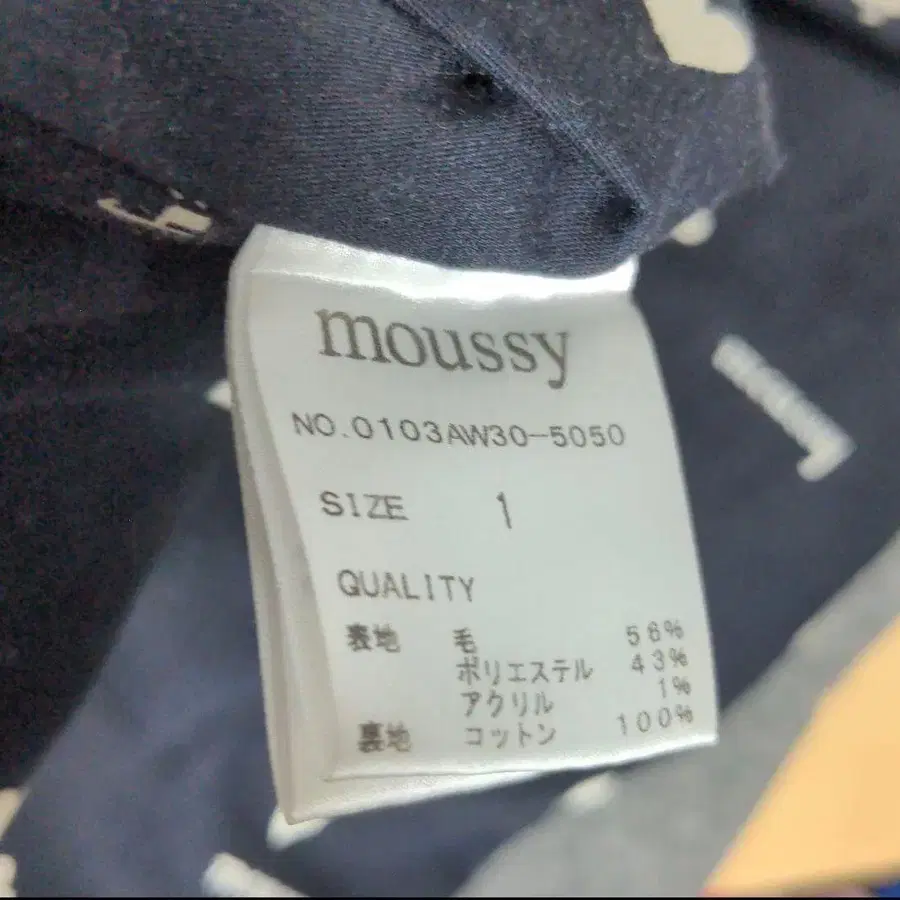 moussy
NO.0103AW30-5050
SIZE 1
QUALITY
表地 毛 56%
ポリエステル 43%
アクリル 1%
裏地 コットン 100%